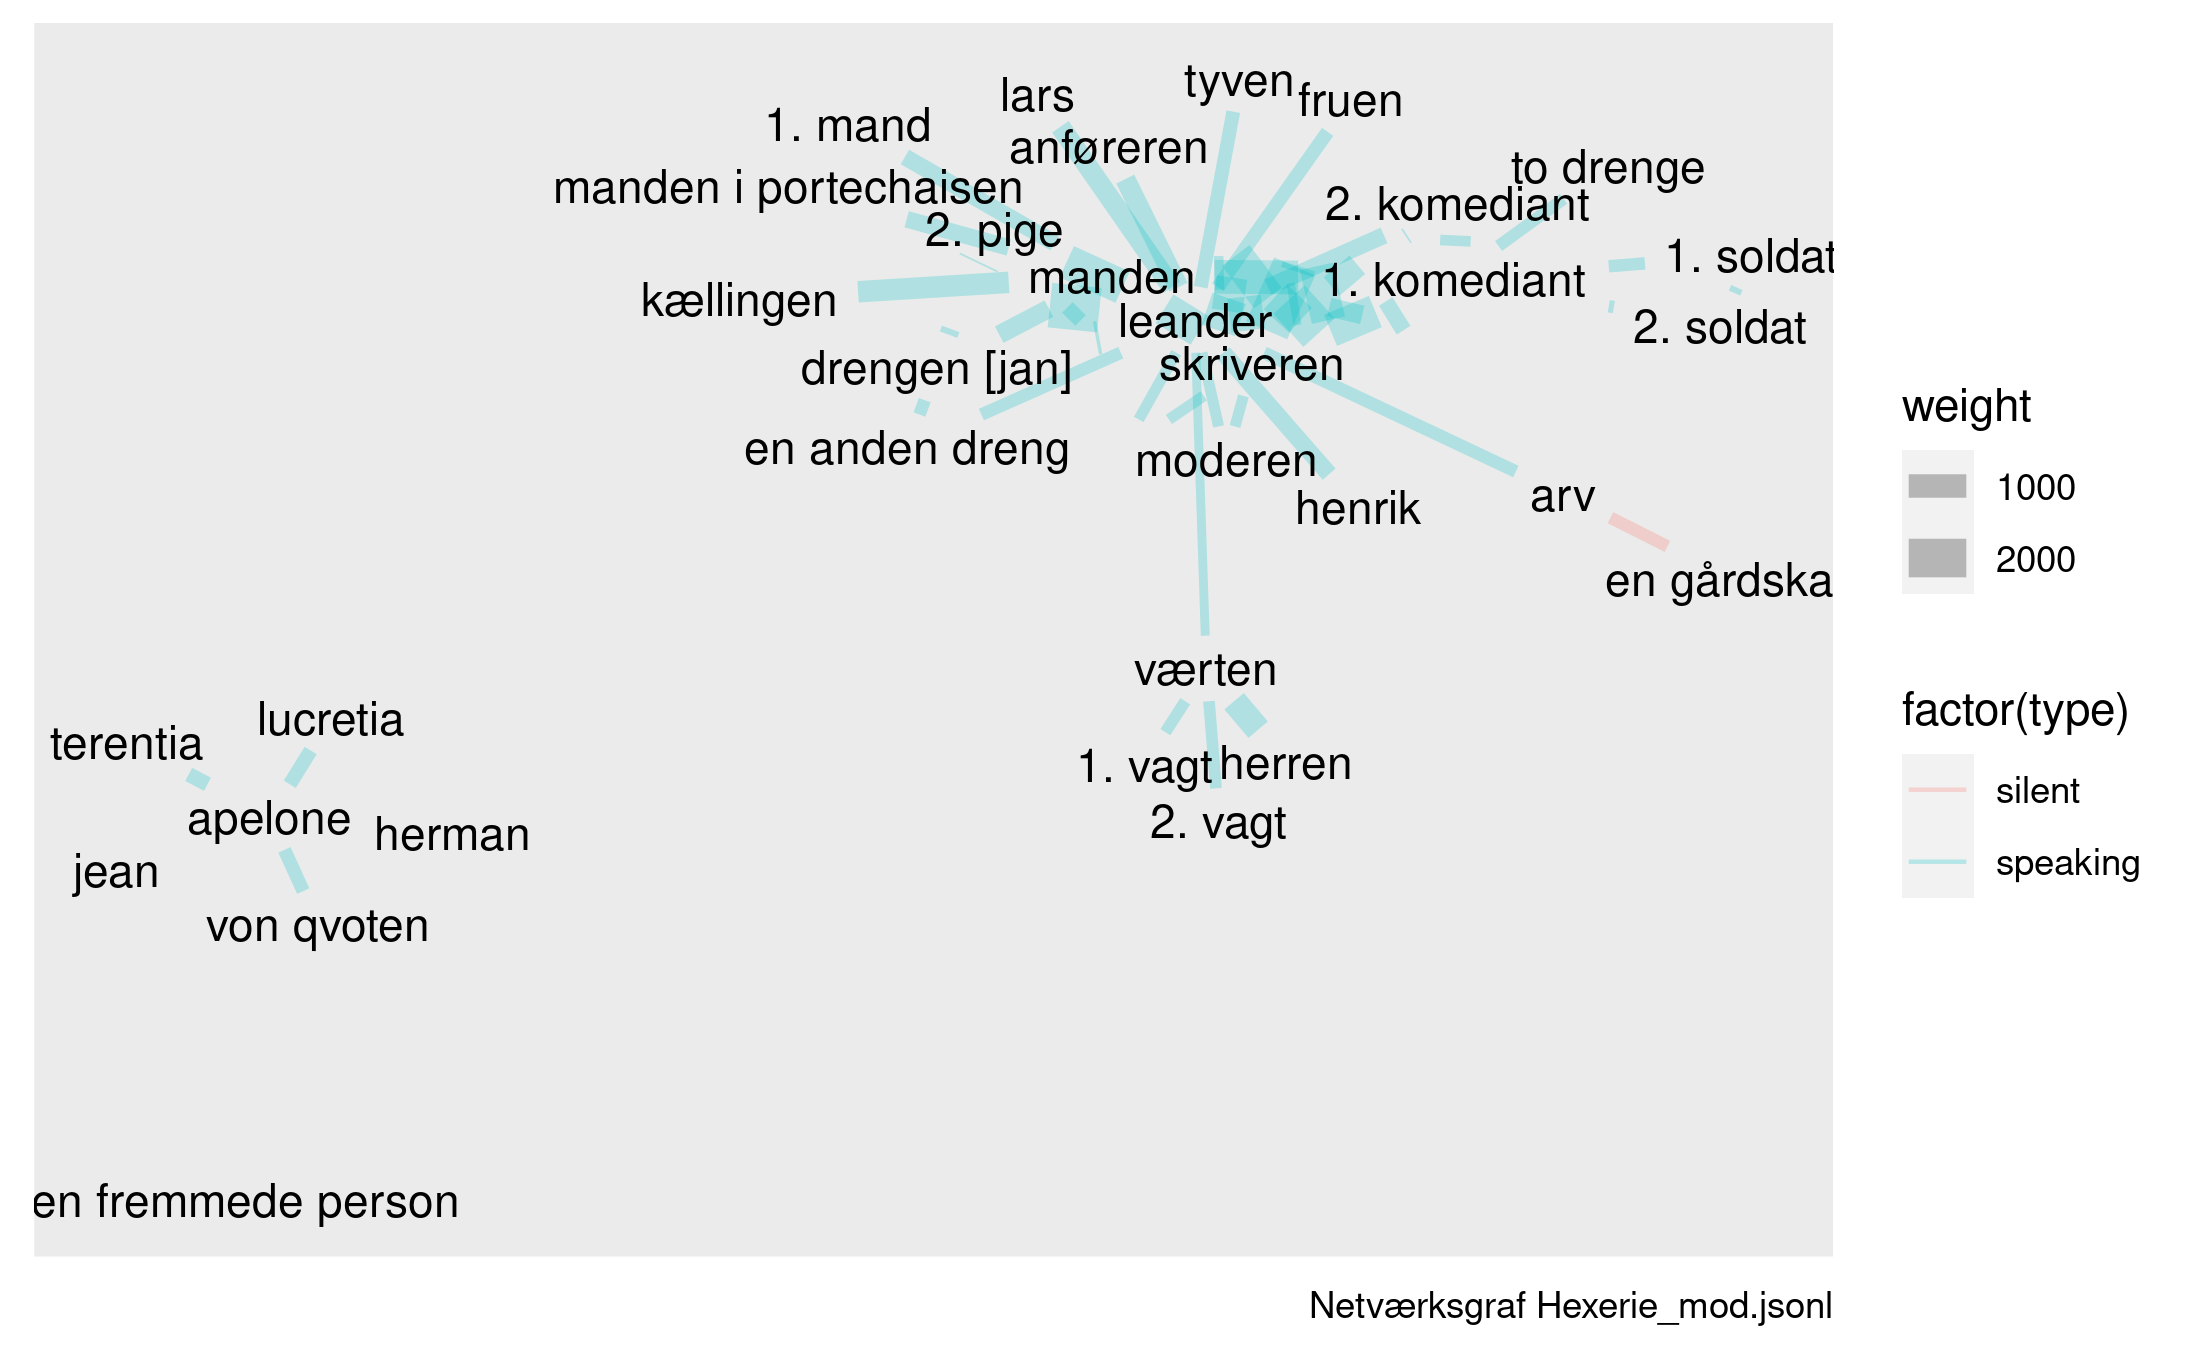 tyven
lars
fruen
1. mand
anføreren
to drenge
manden i portechaisen
2. komediant
2. pige
1. soldat
manden
1. komediant
kællingen
leander
2. soldat
drengen [jan]
skriveren
en anden dreng
moderen
arv
henrik
en gårdska
værten
lucretia
terentia
1. vagt
herren
apelone
2. vagt
herman
jean
von qvoten
en fremmede person
weight
1000
2000
factor(type)
silent
speaking
Netværksgraf Hexerie_mod.jsonl